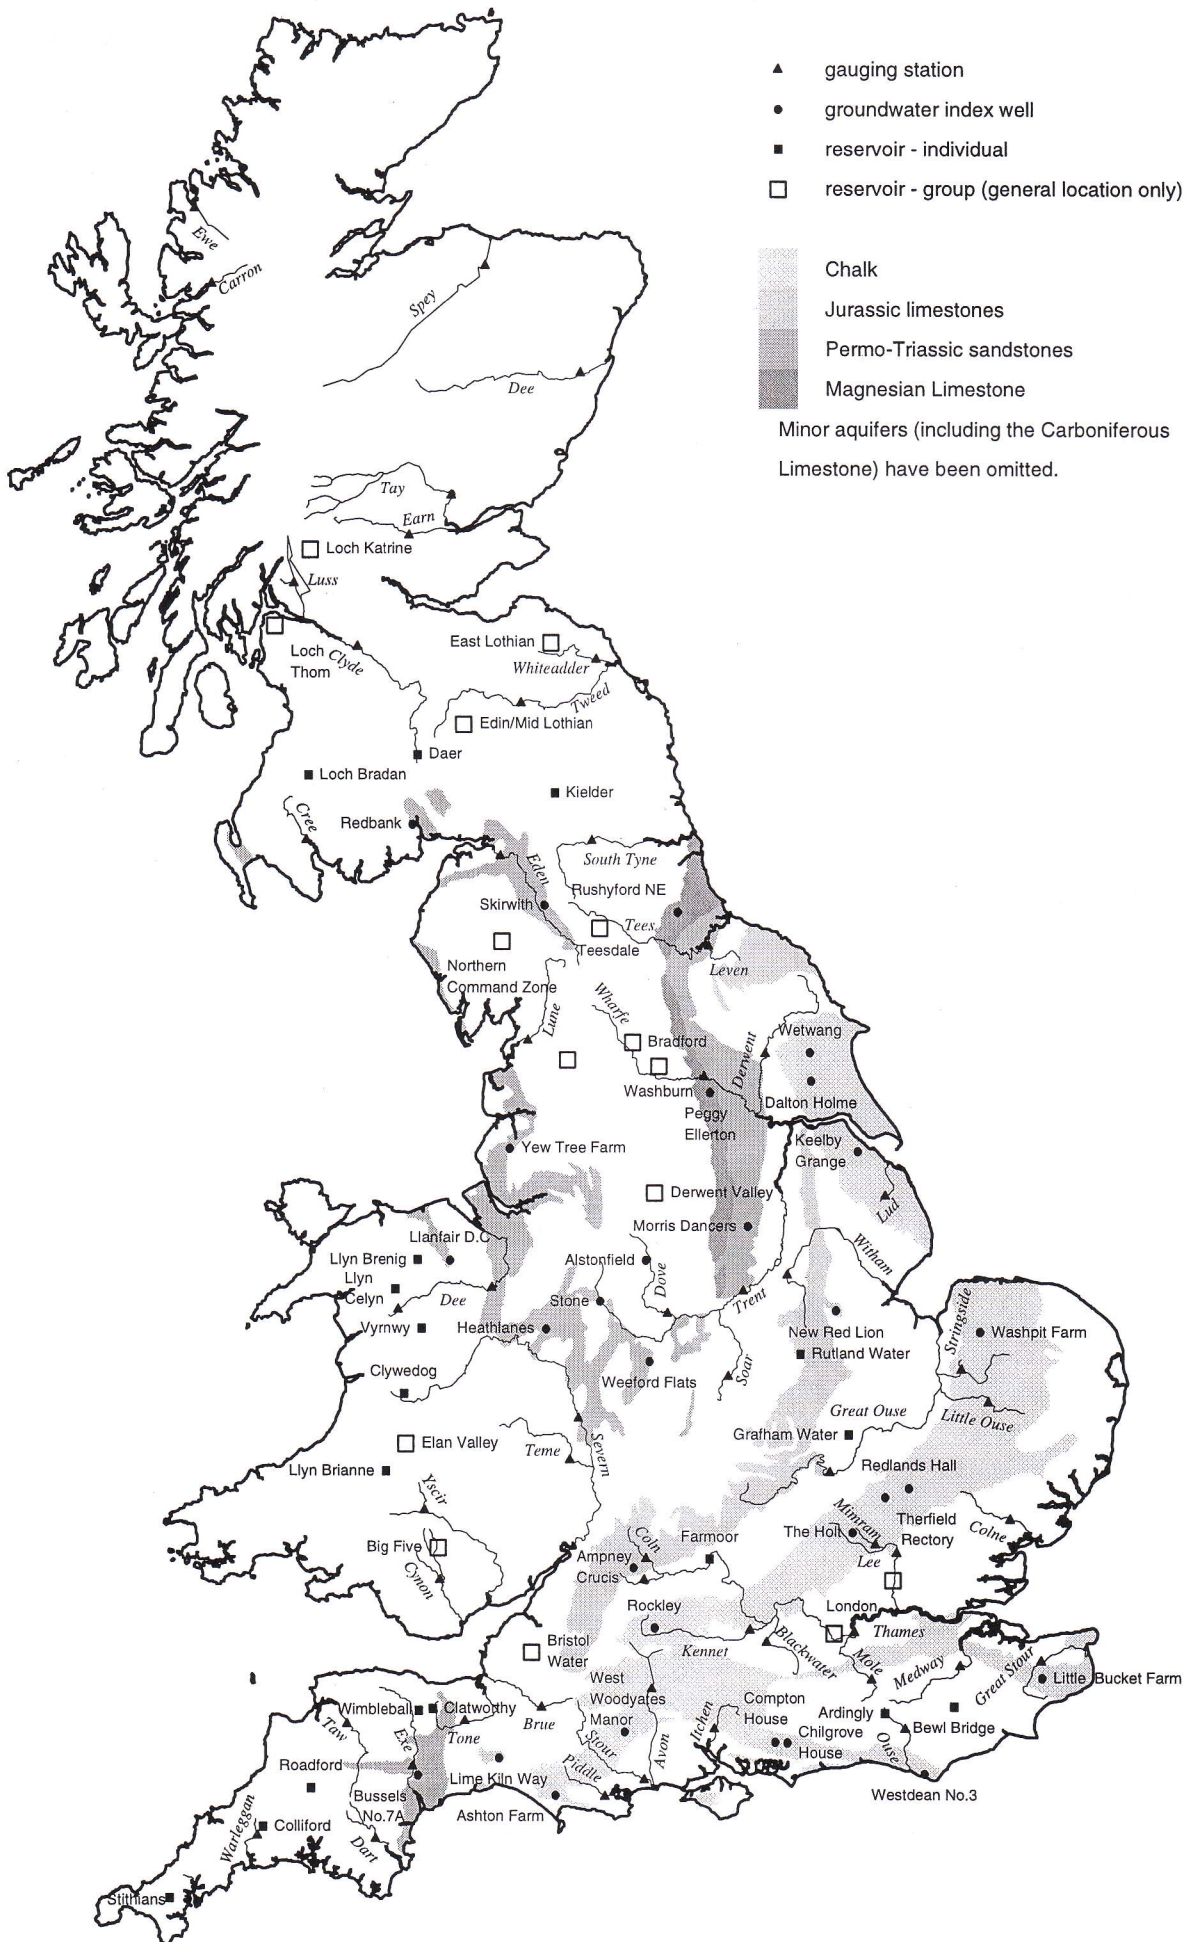 gauging station
groundwater index well
reservoir - individual
reservoir - group (general location only)
Chalk
Jurassic limestones
Permo-Triassic sandstones
Magnesian Limestone
Minor aquifers (including the Carboniferous
Limestone) have been omitted.
Ewe
Carron
Spey
Dee
Tay
Earn
Loch Katrine
Luss
East Lothian
Loch
Thom
Clyde
Whiteadder
Tweed
Edin/Mid Lothian
Daer
Loch Bradan
Kielder
Cree
Redbank
South Tyne
Eden
Rushyford NE
Skirwith
Tees
Teesdale
Northern
Command Zone
Leven
Lune
Wharfe
Wetwang
Bradford
Derwent
Washburn
Dalton Holme
Peggy
Ellerton
Keelby
Grange
Yew Tree Farm
Derwent Valley
Lud
Morris Dancers
Llanfair D.C
Witham
Llyn Brenig
Alstonfield
Llyn
Celyn
Dee
Dove
Stone
Trent
Stringside
Vyrnwy
Heathlanes
New Red Lion
Washpit Farm
Rutland Water
Clywedog
Weeford Flats
Soar
Great Ouse
Little Ouse
Grafham Water
Elan Valley
Teme
Severn
Llyn Brianne
Redlands Hall
Yscir
Mimram
Therfield
Rectory
The Holt
Colne
Coln
Farmoor
Big Five
Ampney
Crucis
Lee
Cynon
London
Rockley
Thames
Bristol
Water
Kennet
Blackwater
Mole
Medway
Great Stour
Little Bucket Farm
West
Woodyates
Manor
Compton
House
Ardingly
Bewl Bridge
Wimbleball
Clatworthy
Taw
Exe
Tone
Brue
Stour
Avon
Itchen
Chilgrove
House
Ouse
Roadford
Piddle
Lime Kiln Way
Westdean No.3
Bussels
No.7A
Ashton Farm
Warleggan
Colliford
Dart
Stithians